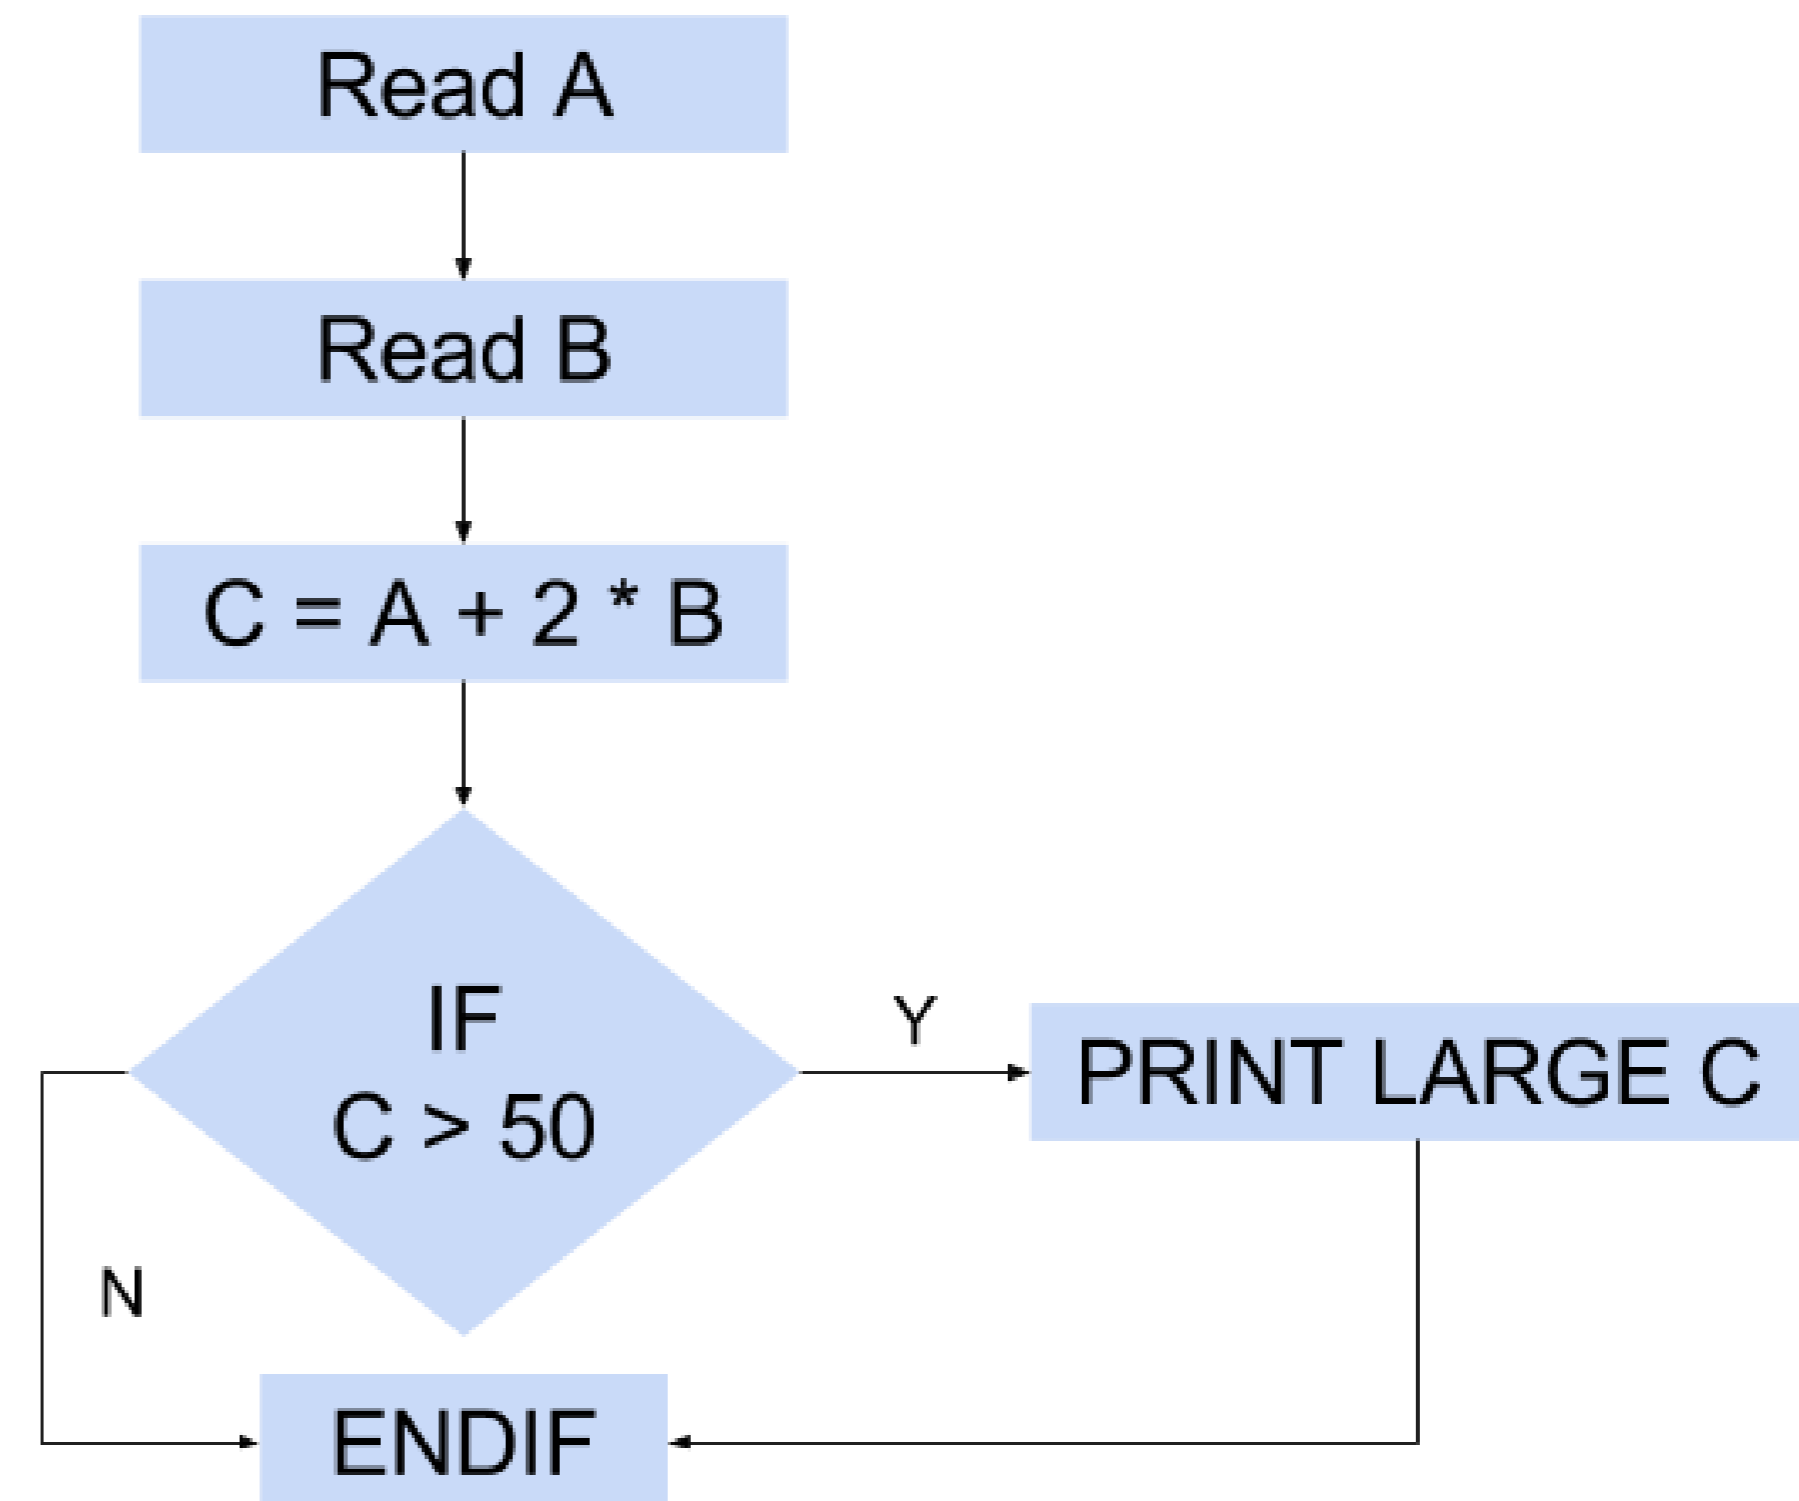 Read A
Read B
C = A + 2 * B
IF
C > 50
Y
PRINT LARGE C
N
ENDIF